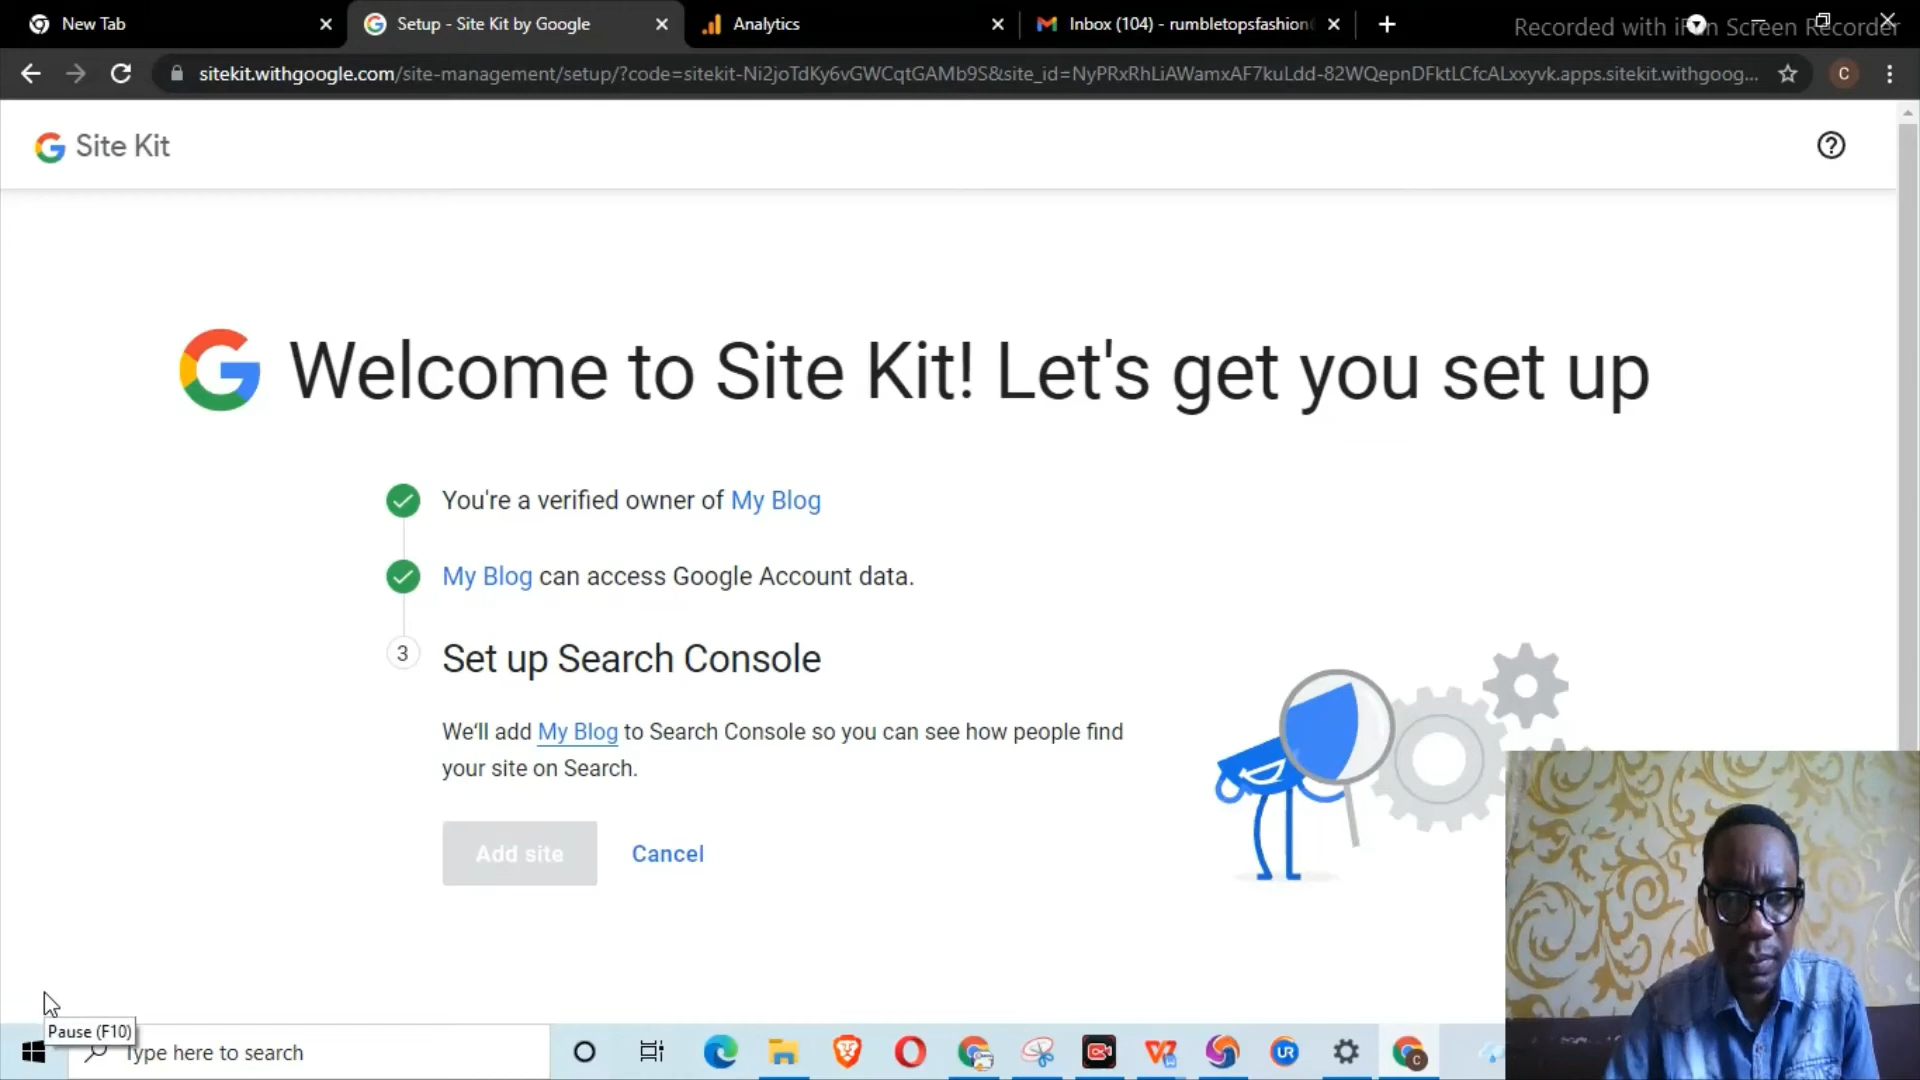 New Tab
Setup - Site Kit by Google
Analytics
Inbox (104) - rumbletopsfashion
Recorded with iFun Screen Recorder
sitekit.withgoogle.com/site-management/setup/?code=sitekit-Ni2joTdKy6vGWCqtGAMb9S&site_id=NyPRxRhLiAWamxAF7kuLdd-82WQepnDFktLCfcALxxyvk.apps.sitekit.withgoog...
C
G Site Kit
Welcome to Site Kit! Let's get you set up
You're a verified owner of My Blog
My Blog can access Google Account data.
3
Set up Search Console
We'll add My Blog to Search Console so you can see how people find
your site on Search.
Add site
Cancel
Pause (F10)
Type here to search
UR
C